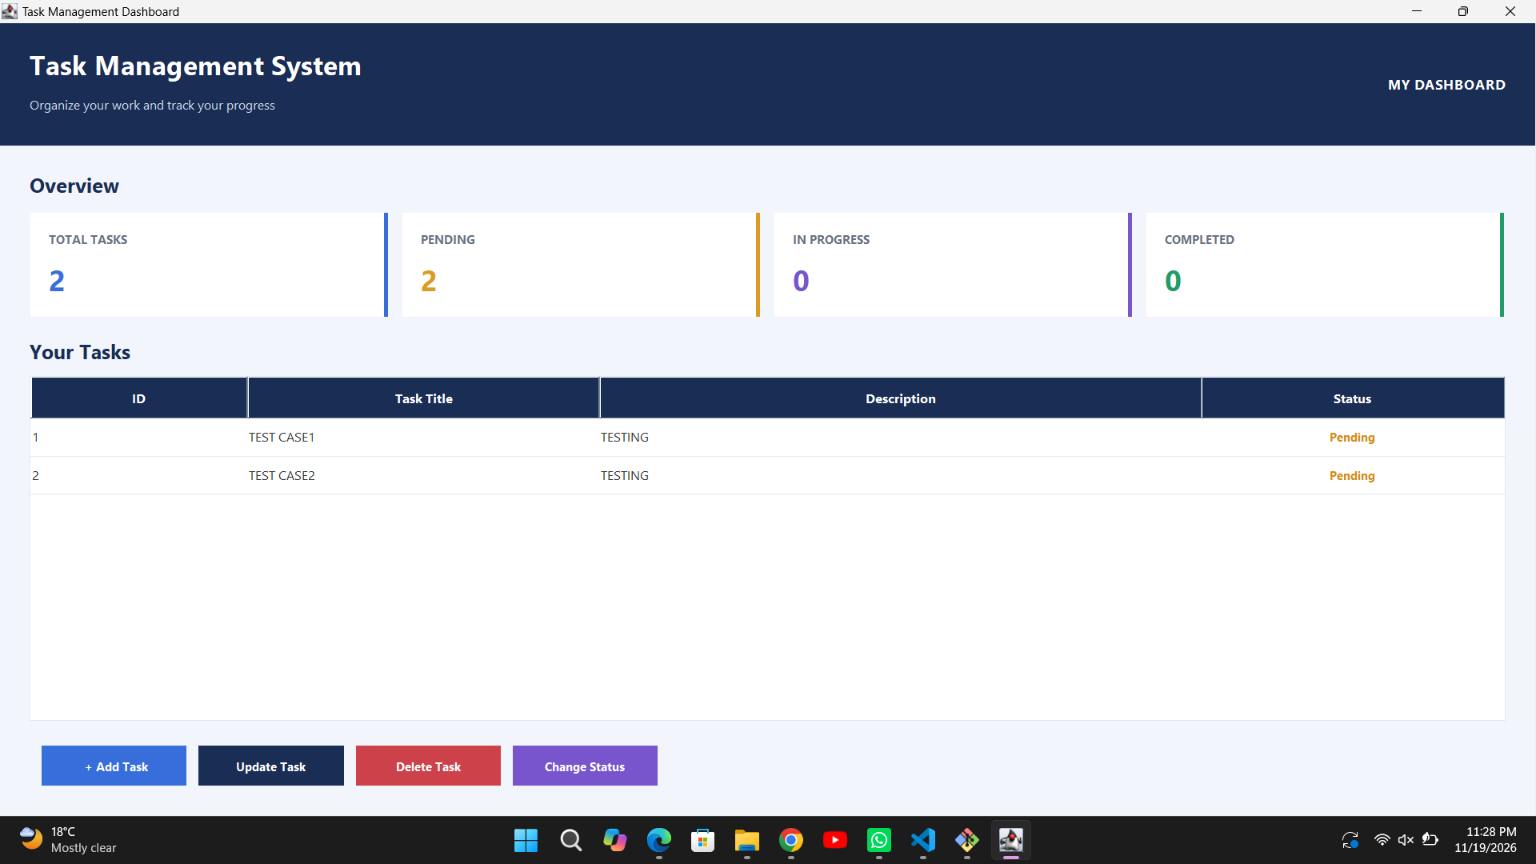 Task Management Dashboard
Task Management System
Organize your work and track your progress
MY DASHBOARD
Overview
TOTAL TASKS
2
PENDING
2
IN PROGRESS
0
COMPLETED
0
Your Tasks
ID Task Title Description Status
1 TEST CASE1 TESTING Pending
2 TEST CASE2 TESTING Pending
+ Add Task
Update Task
Delete Task
Change Status
18°C
Mostly clear
11:28 PM
11/19/2026